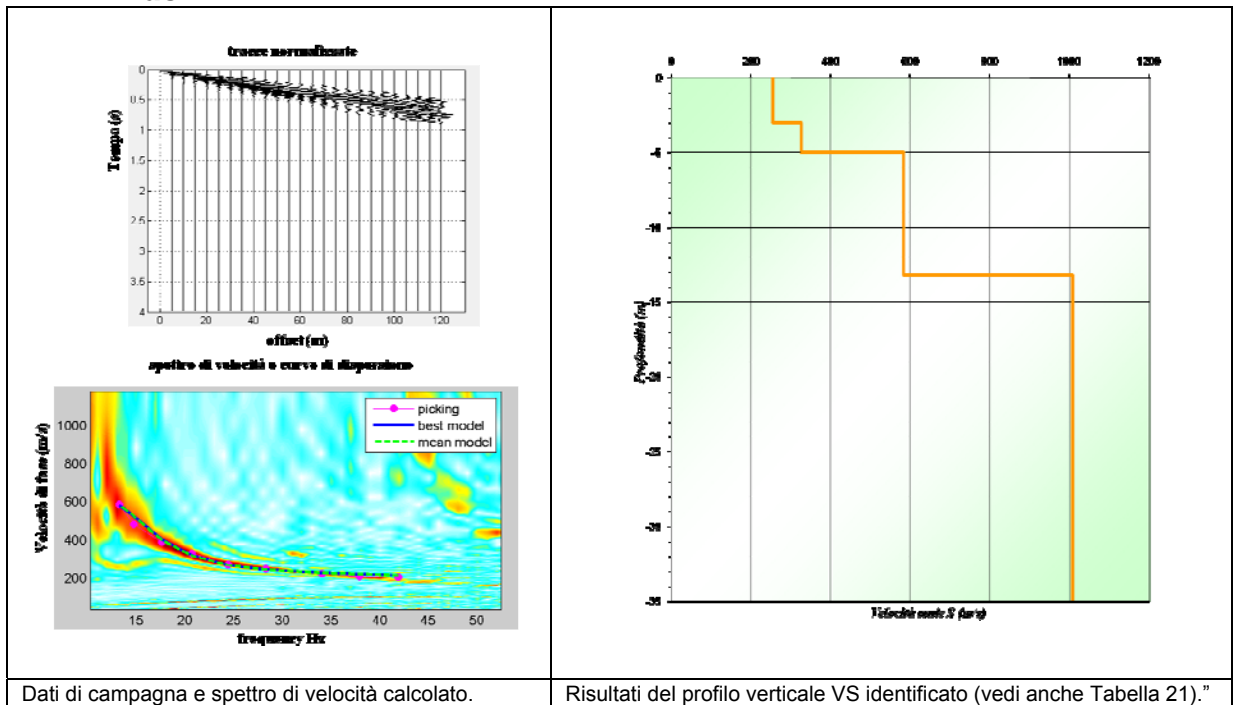 tracce normalizzate
0
0.5
1
1.5
2
2.5
3
3.5
4
Tempo (s)
0 20 40 60 80 100 120
offset (m)
spettro di velocità e curva di dispersione
1000
800
600
400
200
Velocità di fase (m/s)
picking
best model
mean model
15 20 25 30 35 40 45 50
frequency Hz
0 200 400 600 800 1000 1200
0
-5
-10
-15
Profondità (m)
-35
Velocità onde S (m/s)
Dati di campagna e spettro di velocità calcolato.
Risultati del profilo verticale VS identificato (vedi anche Tabella 21).”